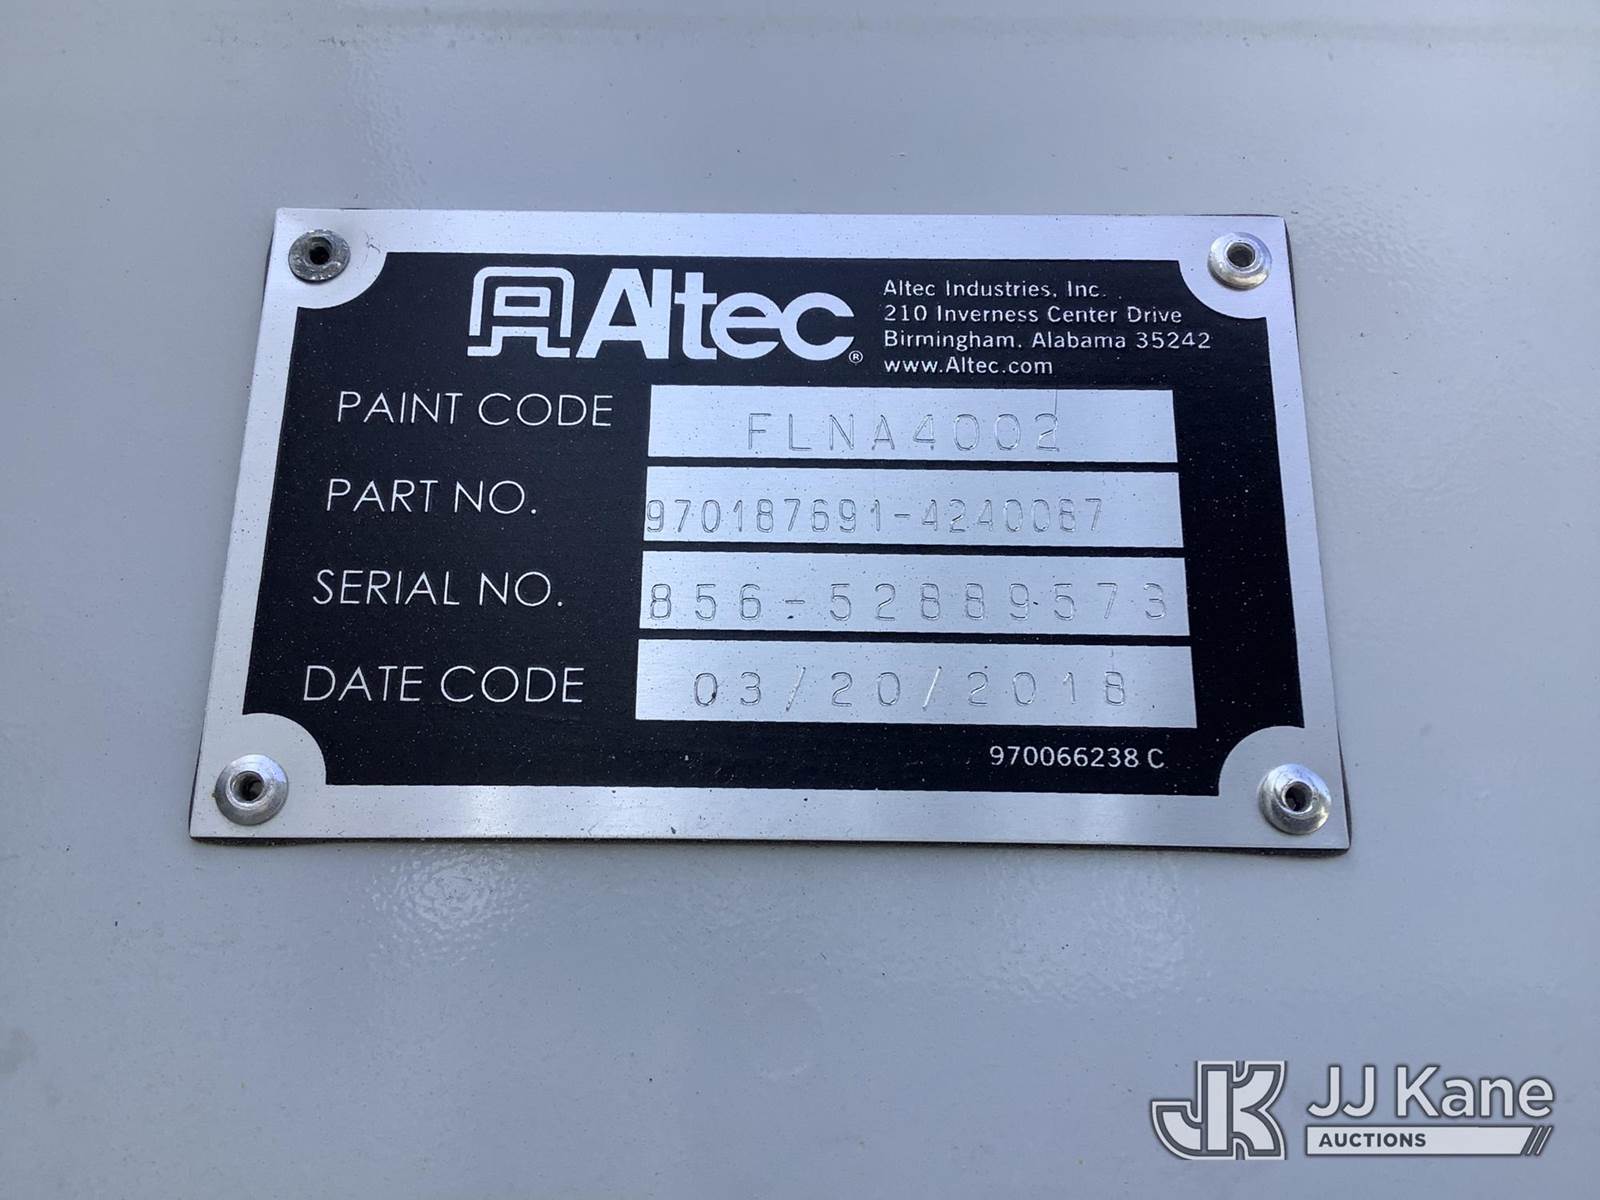 Altec®
Altec Industries, Inc.
210 Inverness Center Drive
Birmingham, Alabama 35242
www.Altec.com
PAINT CODE FLNA4002
PART NO. 970187691-4240087
SERIAL NO. 856-52889573
DATE CODE 03/20/2018
970066238 C
JK JJ Kane
AUCTIONS